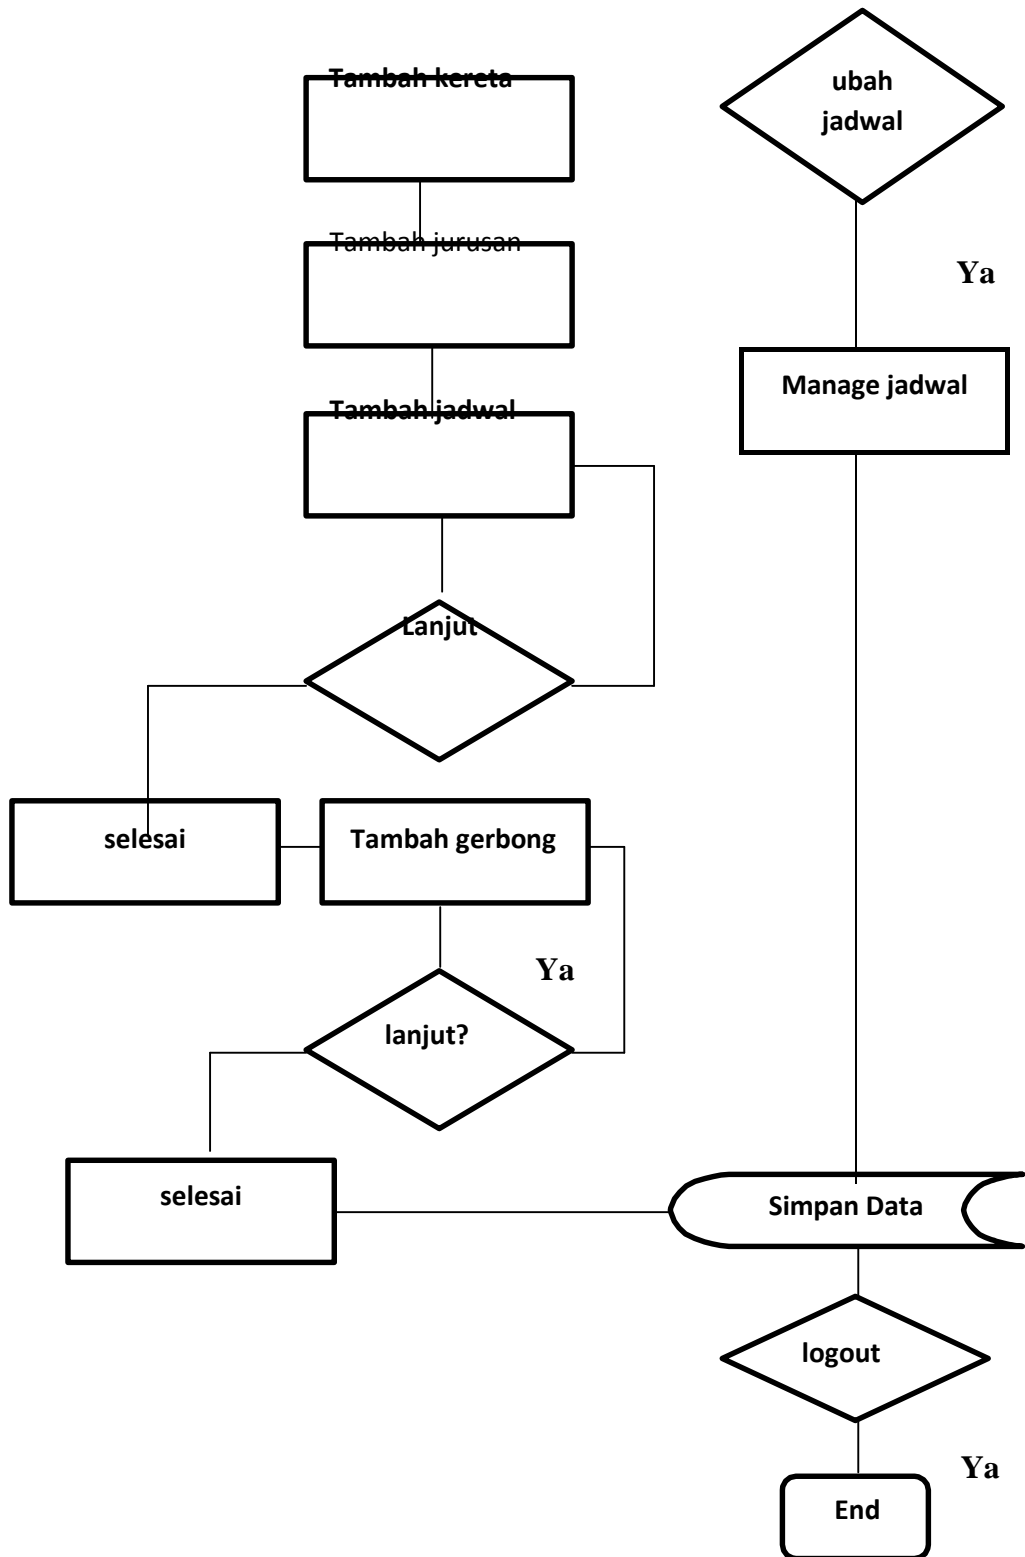 Tambah kereta
ubah
jadwal
Tambah jurusan
Ya
Manage jadwal
Tambah jadwal
Lanjut
selesai
Tambah gerbong
Ya
lanjut?
selesai
Simpan Data
logout
Ya
End